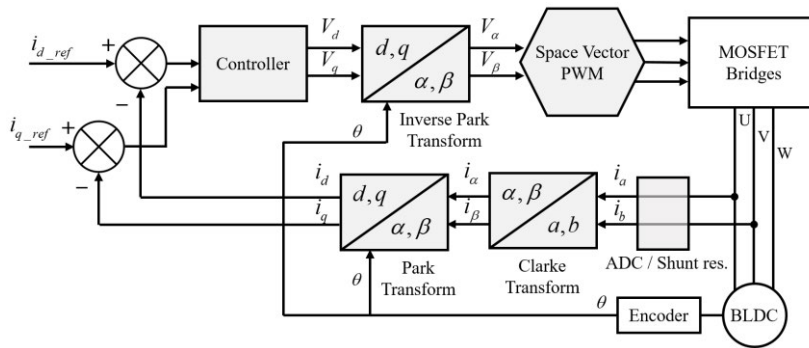 i_d_ref
+
−
Controller
V_d
V_q
d, q
α, β
Inverse Park
Transform
V_α
V_β
Space Vector
PWM
MOSFET
Bridges
U
V
W
i_q_ref
+
−
θ
i_d
i_q
d, q
α, β
Park
Transform
θ
i_α
i_β
α, β
a, b
Clarke
Transform
i_a
i_b
ADC / Shunt res.
θ
Encoder
BLDC